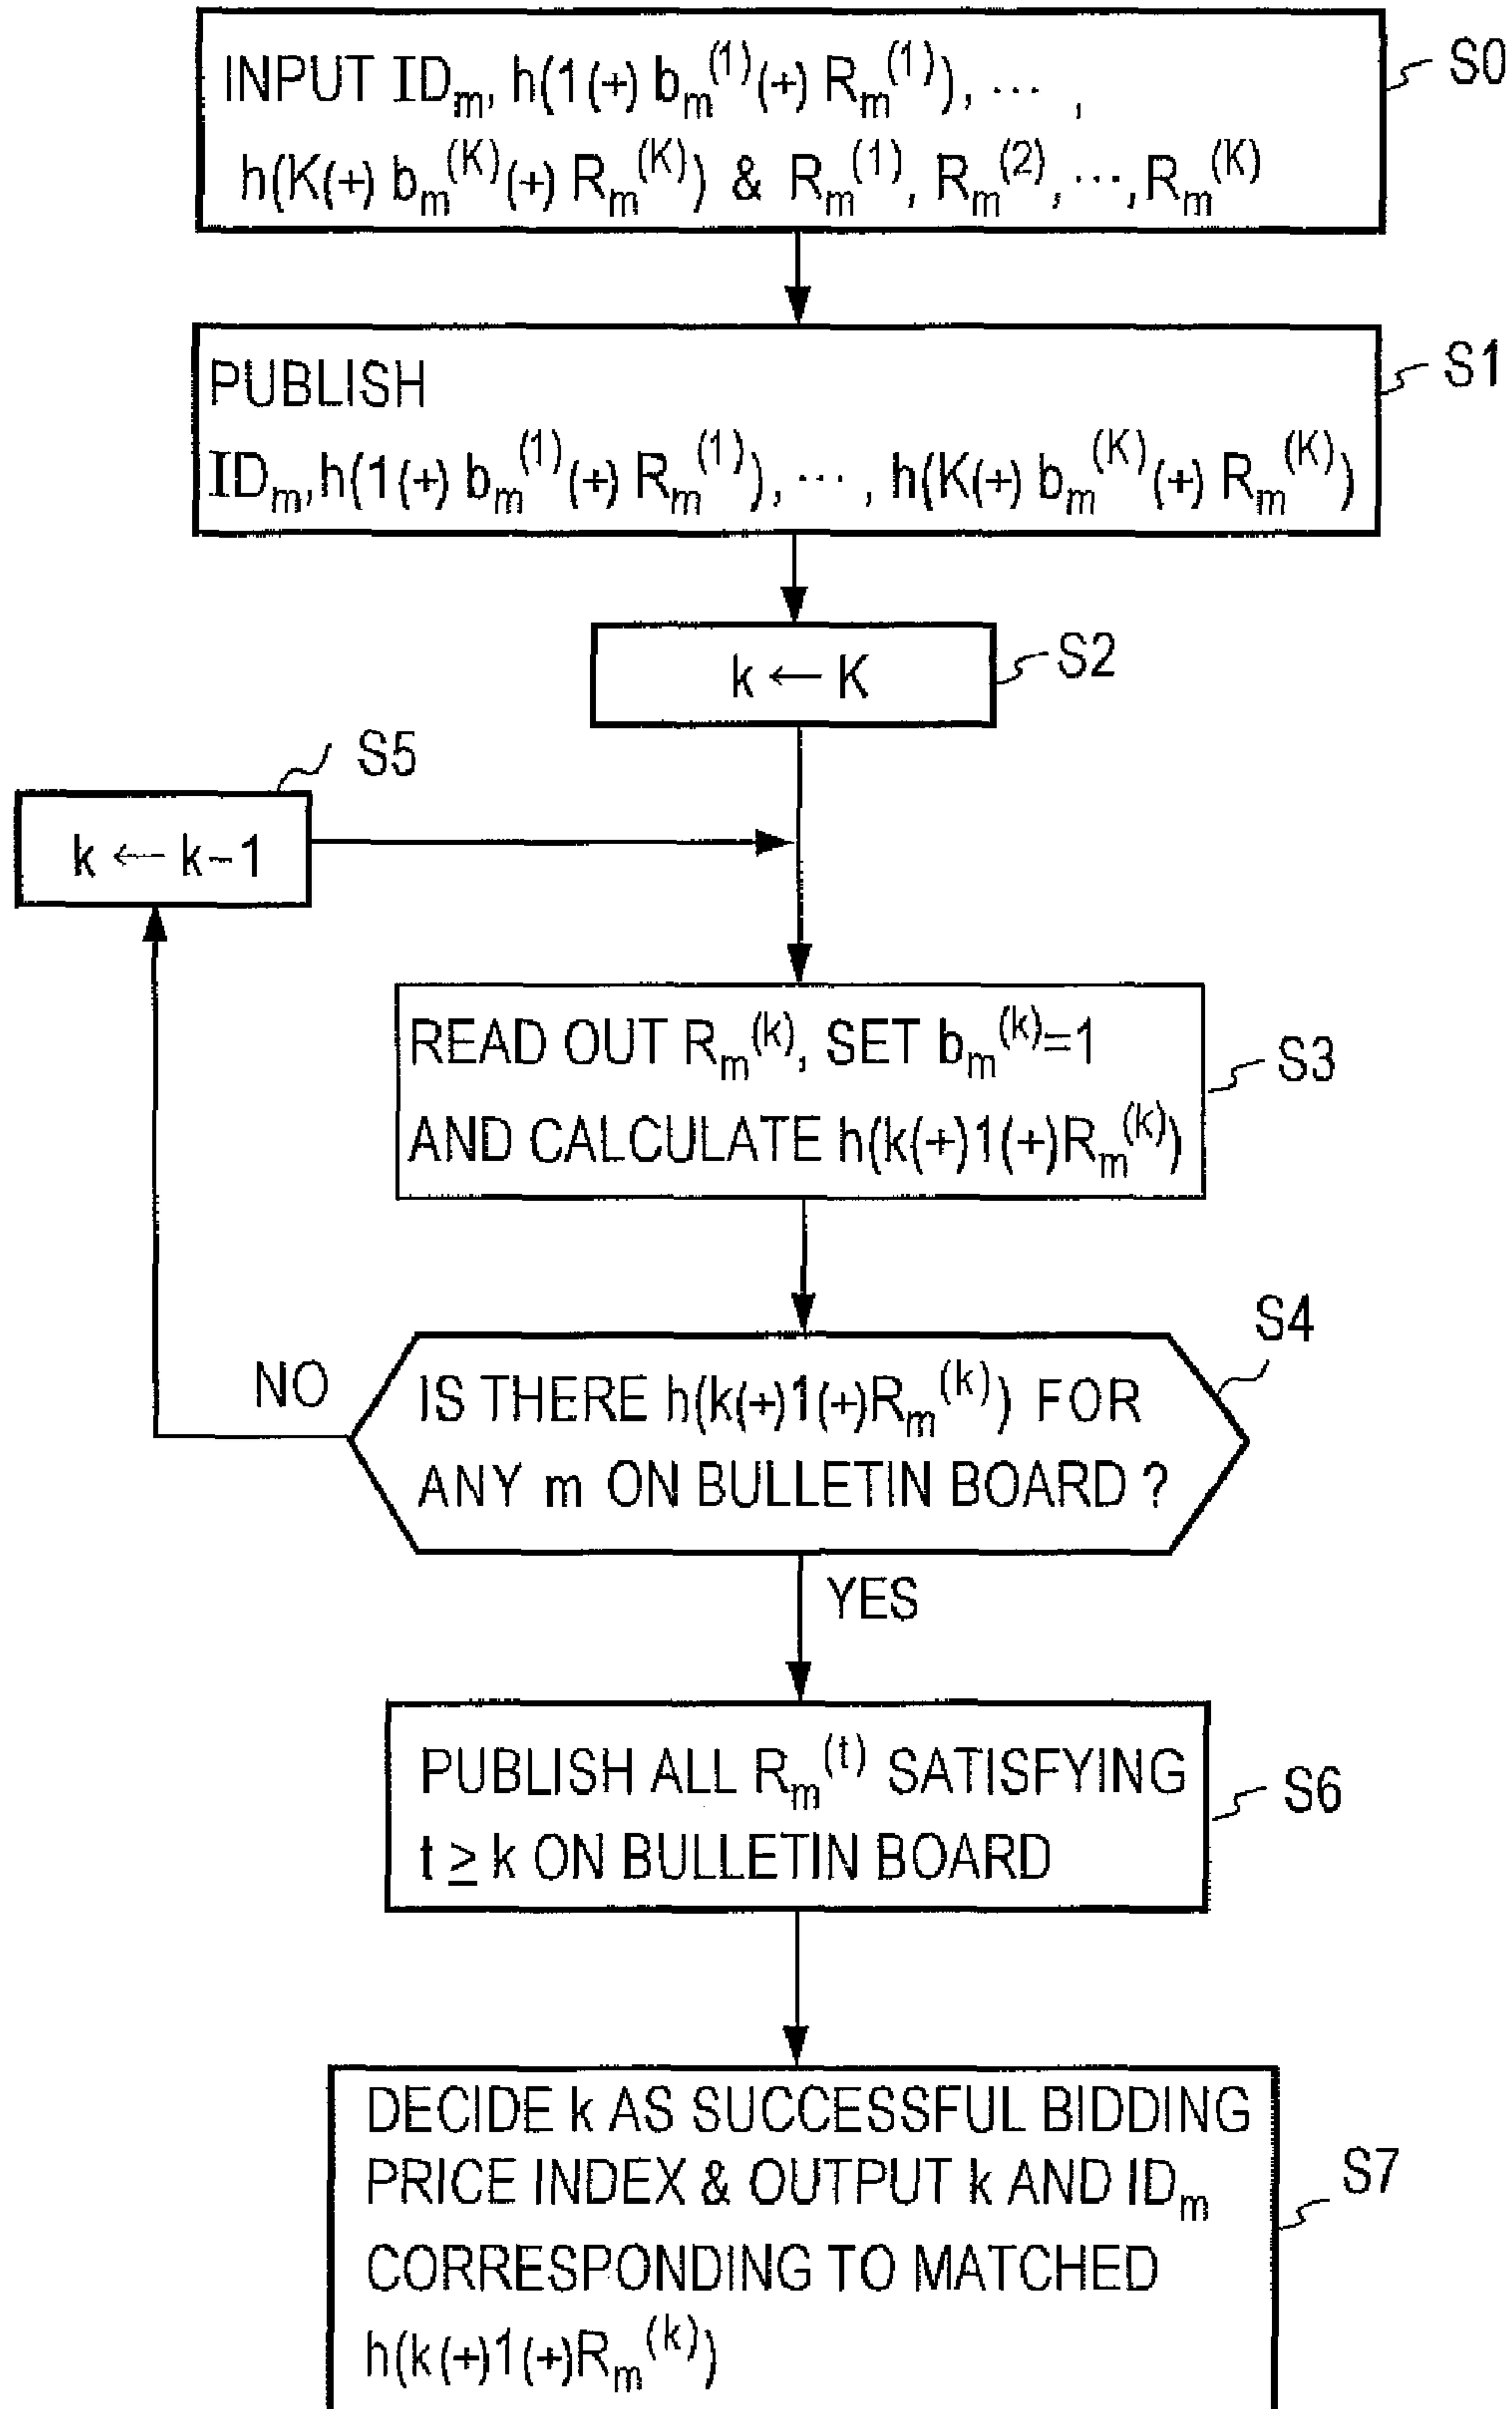 INPUT IDm, h(1(+) bm^(1)(+) Rm^(1)), ⋯ ,
h(K(+) bm^(K)(+) Rm^(K)) & Rm^(1), Rm^(2), ⋯, Rm^(K)
S0
PUBLISH
IDm, h(1(+) bm^(1)(+) Rm^(1)), ⋯ , h(K(+) bm^(K)(+) Rm^(K))
S1
k ← K
S2
S5
k ← k-1
READ OUT Rm^(k), SET bm^(k)=1
AND CALCULATE h(k(+)1(+)Rm^(k))
S3
S4
NO
IS THERE h(k(+)1(+)Rm^(k)) FOR
ANY m ON BULLETIN BOARD ?
YES
PUBLISH ALL Rm^(t) SATISFYING
t ≥ k ON BULLETIN BOARD
S6
DECIDE k AS SUCCESSFUL BIDDING
PRICE INDEX & OUTPUT k AND IDm
CORRESPONDING TO MATCHED
h(k(+)1(+)Rm^(k))
S7